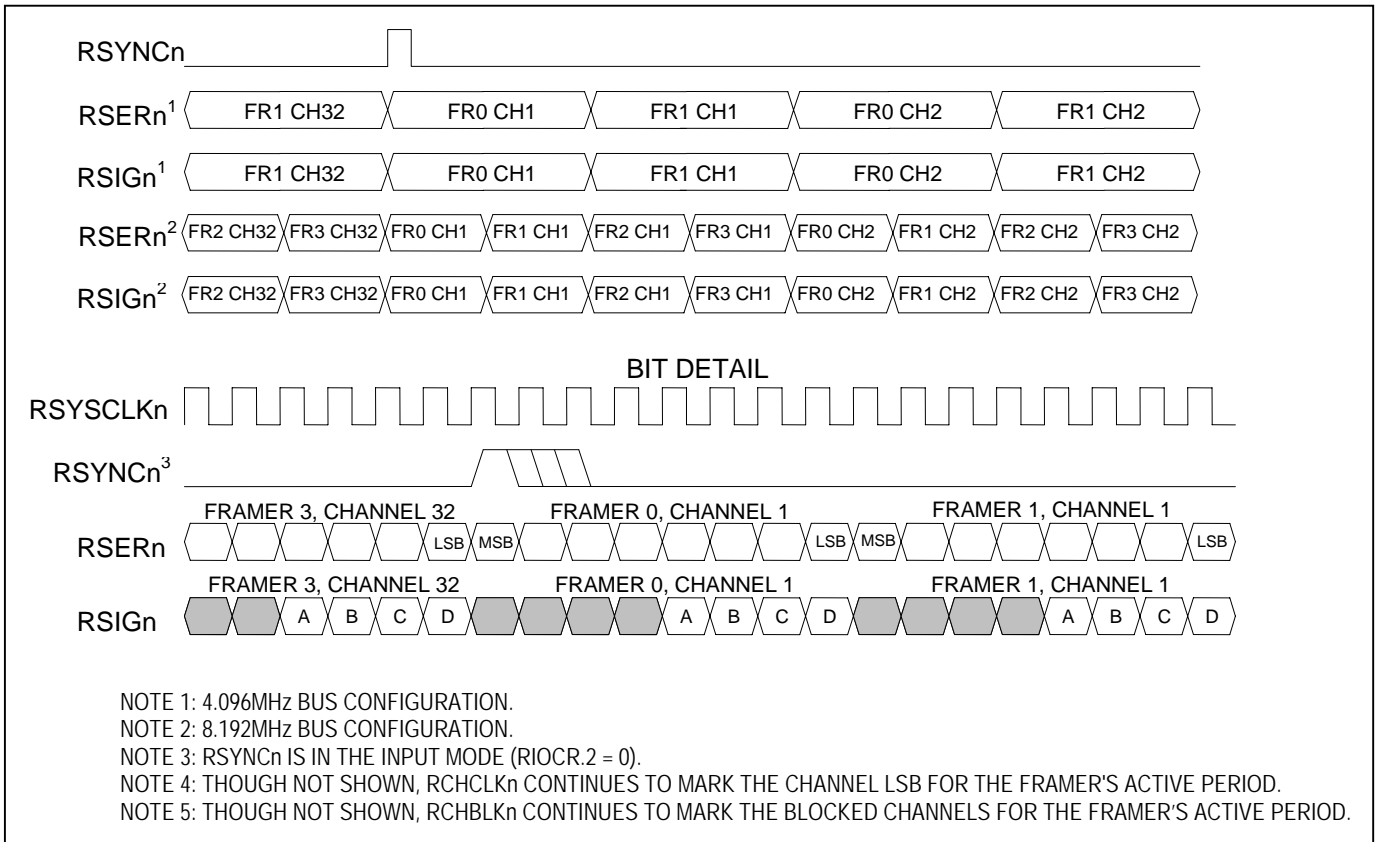 RSYNCn
RSERn1 FR1 CH32 FR0 CH1 FR1 CH1 FR0 CH2 FR1 CH2
RSIGn1 FR1 CH32 FR0 CH1 FR1 CH1 FR0 CH2 FR1 CH2
RSERn2 FR2 CH32 FR3 CH32 FR0 CH1 FR1 CH1 FR2 CH1 FR3 CH1 FR0 CH2 FR1 CH2 FR2 CH2 FR3 CH2
RSIGn2 FR2 CH32 FR3 CH32 FR0 CH1 FR1 CH1 FR2 CH1 FR3 CH1 FR0 CH2 FR1 CH2 FR2 CH2 FR3 CH2
BIT DETAIL
RSYSCLKn
RSYNCn3
FRAMER 3, CHANNEL 32 FRAMER 0, CHANNEL 1 FRAMER 1, CHANNEL 1
RSERn LSB MSB LSB MSB LSB
FRAMER 3, CHANNEL 32 FRAMER 0, CHANNEL 1 FRAMER 1, CHANNEL 1
RSIGn A B C D A B C D A B C D
NOTE 1: 4.096MHz BUS CONFIGURATION.
NOTE 2: 8.192MHz BUS CONFIGURATION.
NOTE 3: RSYNCn IS IN THE INPUT MODE (RIOCR.2 = 0).
NOTE 4: THOUGH NOT SHOWN, RCHCLKn CONTINUES TO MARK THE CHANNEL LSB FOR THE FRAMER'S ACTIVE PERIOD.
NOTE 5: THOUGH NOT SHOWN, RCHBLKn CONTINUES TO MARK THE BLOCKED CHANNELS FOR THE FRAMER’S ACTIVE PERIOD.